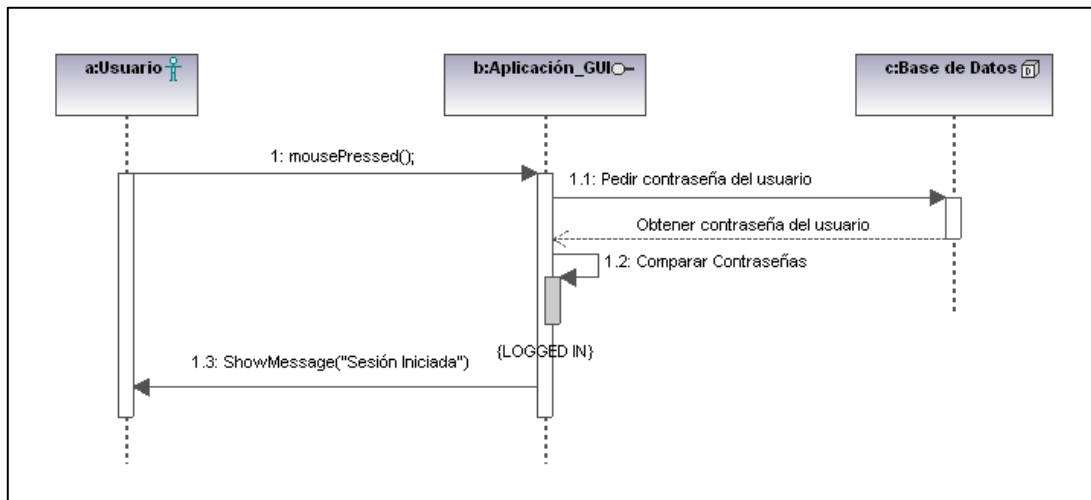 a:Usuario
b:Aplicación_GUI
c:Base de Datos
1: mousePressed();
1.1: Pedir contraseña del usuario
Obtener contraseña del usuario
1.2: Comparar Contraseñas
{LOGGED IN}
1.3: ShowMessage("Sesión Iniciada")